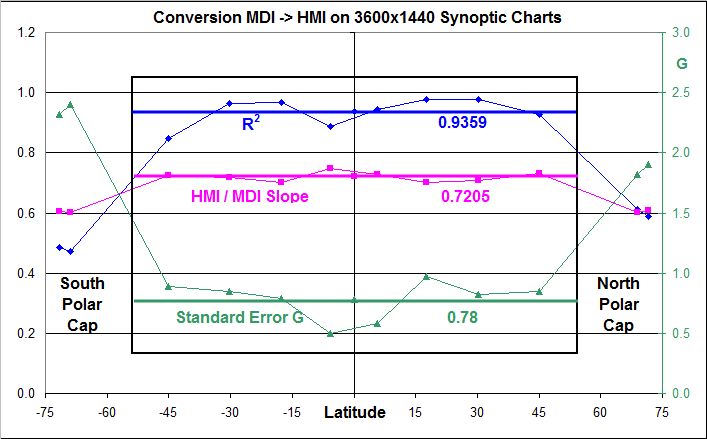 Conversion MDI -> HMI on 3600x1440 Synoptic Charts
1.2
3.0
G
1.0
2.5
R² 0.9359
0.8
2.0
HMI / MDI Slope 0.7205
0.6
1.5
0.4
1.0
South
Polar
Cap
North
Polar
Cap
Standard Error G 0.78
0.2
0.5
0.0
0.0
-75 -60 -45 -30 -15 Latitude 15 30 45 60 75